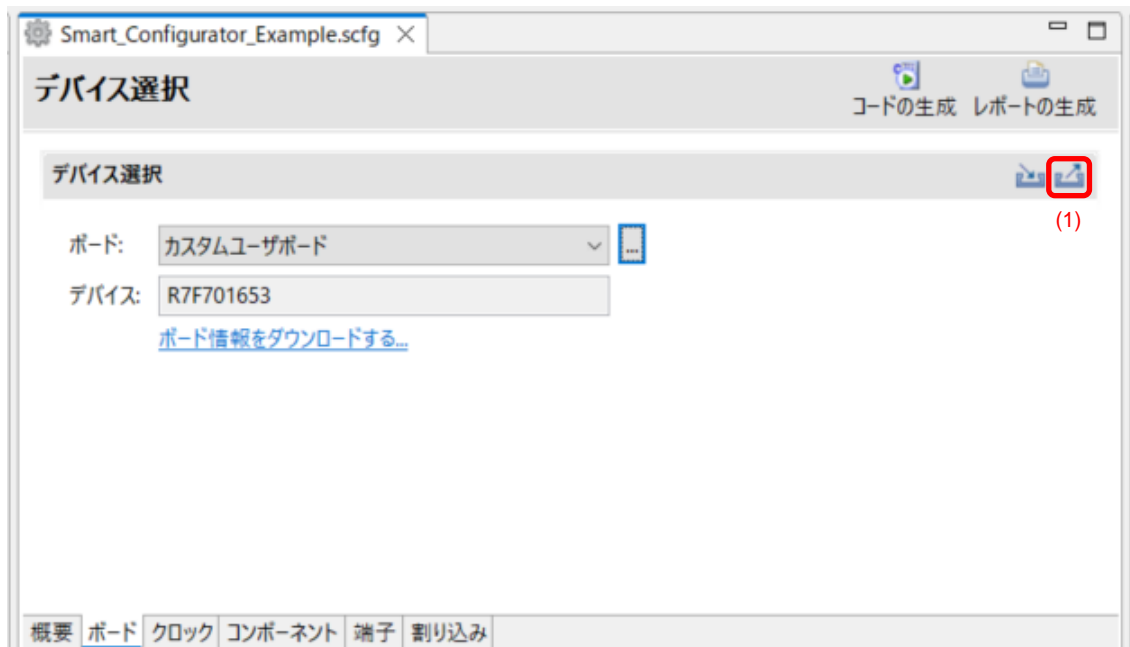 Smart_Configurator_Example.scfg
デバイス選択
コードの生成 レポートの生成
デバイス選択
(1)
ボード: カスタムユーザボード ...
デバイス: R7F701653
ボード情報をダウンロードする...
概要 ボード クロック コンポーネント 端子 割り込み